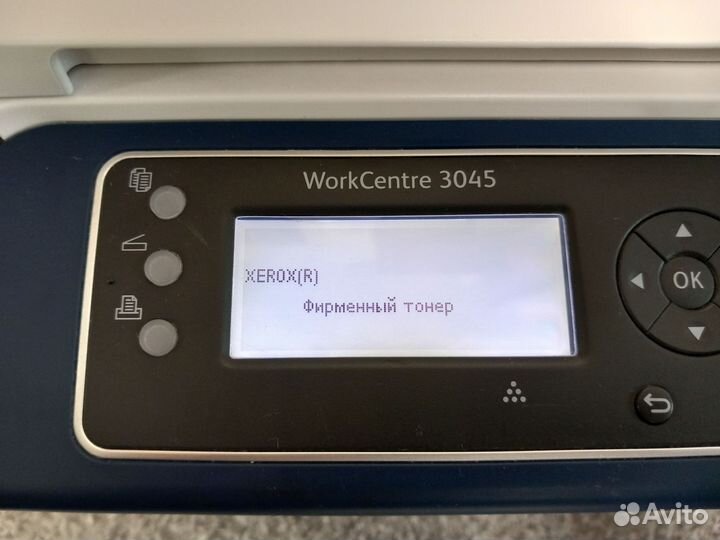 WorkCentre 3045
XEROX(R)
Фирменный тонер
OK
Avito